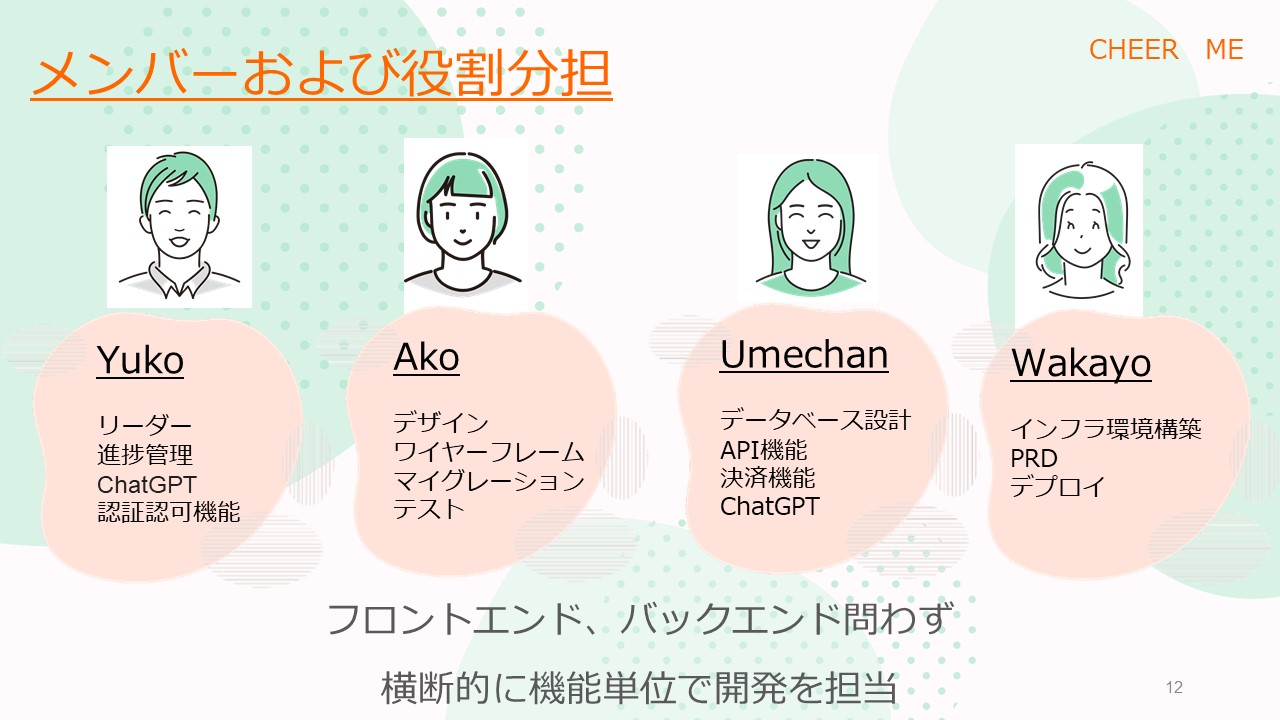 メンバーおよび役割分担
CHEER ME
Yuko
リーダー
進捗管理
ChatGPT
認証認可機能
Ako
デザイン
ワイヤーフレーム
マイグレーション
テスト
Umechan
データベース設計
API機能
決済機能
ChatGPT
Wakayo
インフラ環境構築
PRD
デプロイ
フロントエンド、バックエンド問わず
横断的に機能単位で開発を担当
12